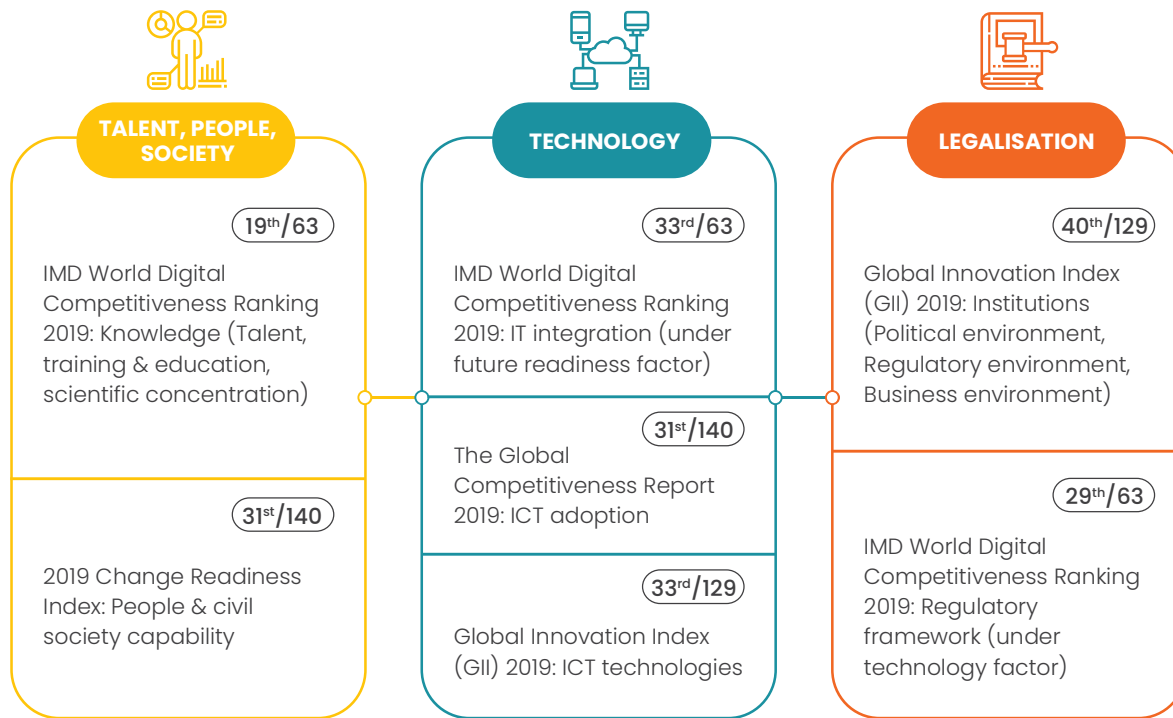 TALENT, PEOPLE,
SOCIETY
19th/63
IMD World Digital
Competitiveness Ranking
2019: Knowledge (Talent,
training & education,
scientific concentration)
31st/140
2019 Change Readiness
Index: People & civil
society capability
TECHNOLOGY
33rd/63
IMD World Digital
Competitiveness Ranking
2019: IT integration (under
future readiness factor)
31st/140
The Global
Competitiveness Report
2019: ICT adoption
33rd/129
Global Innovation Index
(GII) 2019: ICT technologies
LEGALISATION
40th/129
Global Innovation Index
(GII) 2019: Institutions
(Political environment,
Regulatory environment,
Business environment)
29th/63
IMD World Digital
Competitiveness Ranking
2019: Regulatory
framework (under
technology factor)